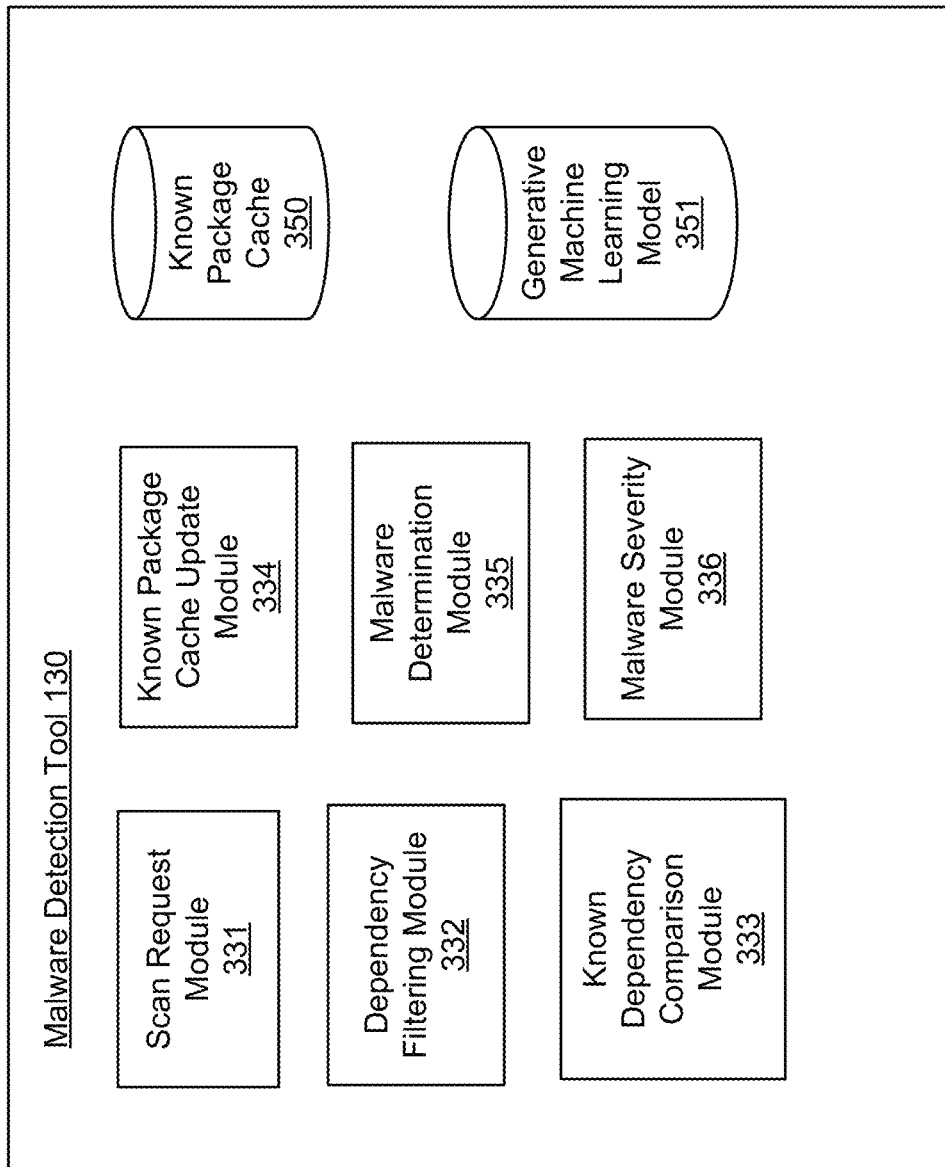 Malware Detection Tool 130
Scan Request
Module
331
Dependency
Filtering Module
332
Known
Dependency
Comparison
Module
333
Known Package
Cache Update
Module
334
Malware
Determination
Module
335
Malware Severity
Module
336
Known
Package
Cache
350
Generative
Machine
Learning
Model
351